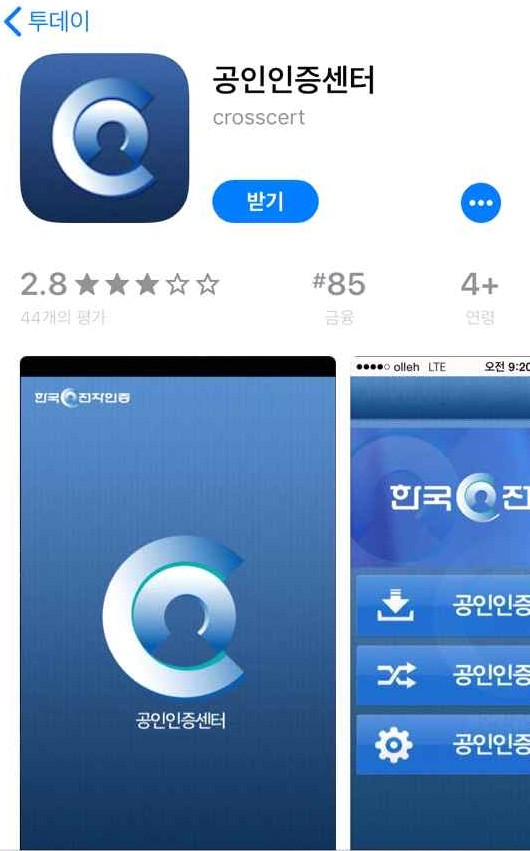 투데이
공인인증센터
crosscert
받기
2.8
#85
4+
44개의 평가
금융
연령
한국전자인증
공인인증센터
olleh LTE
오전 9:20
한국 전
공인인증
공인인증
공인인증